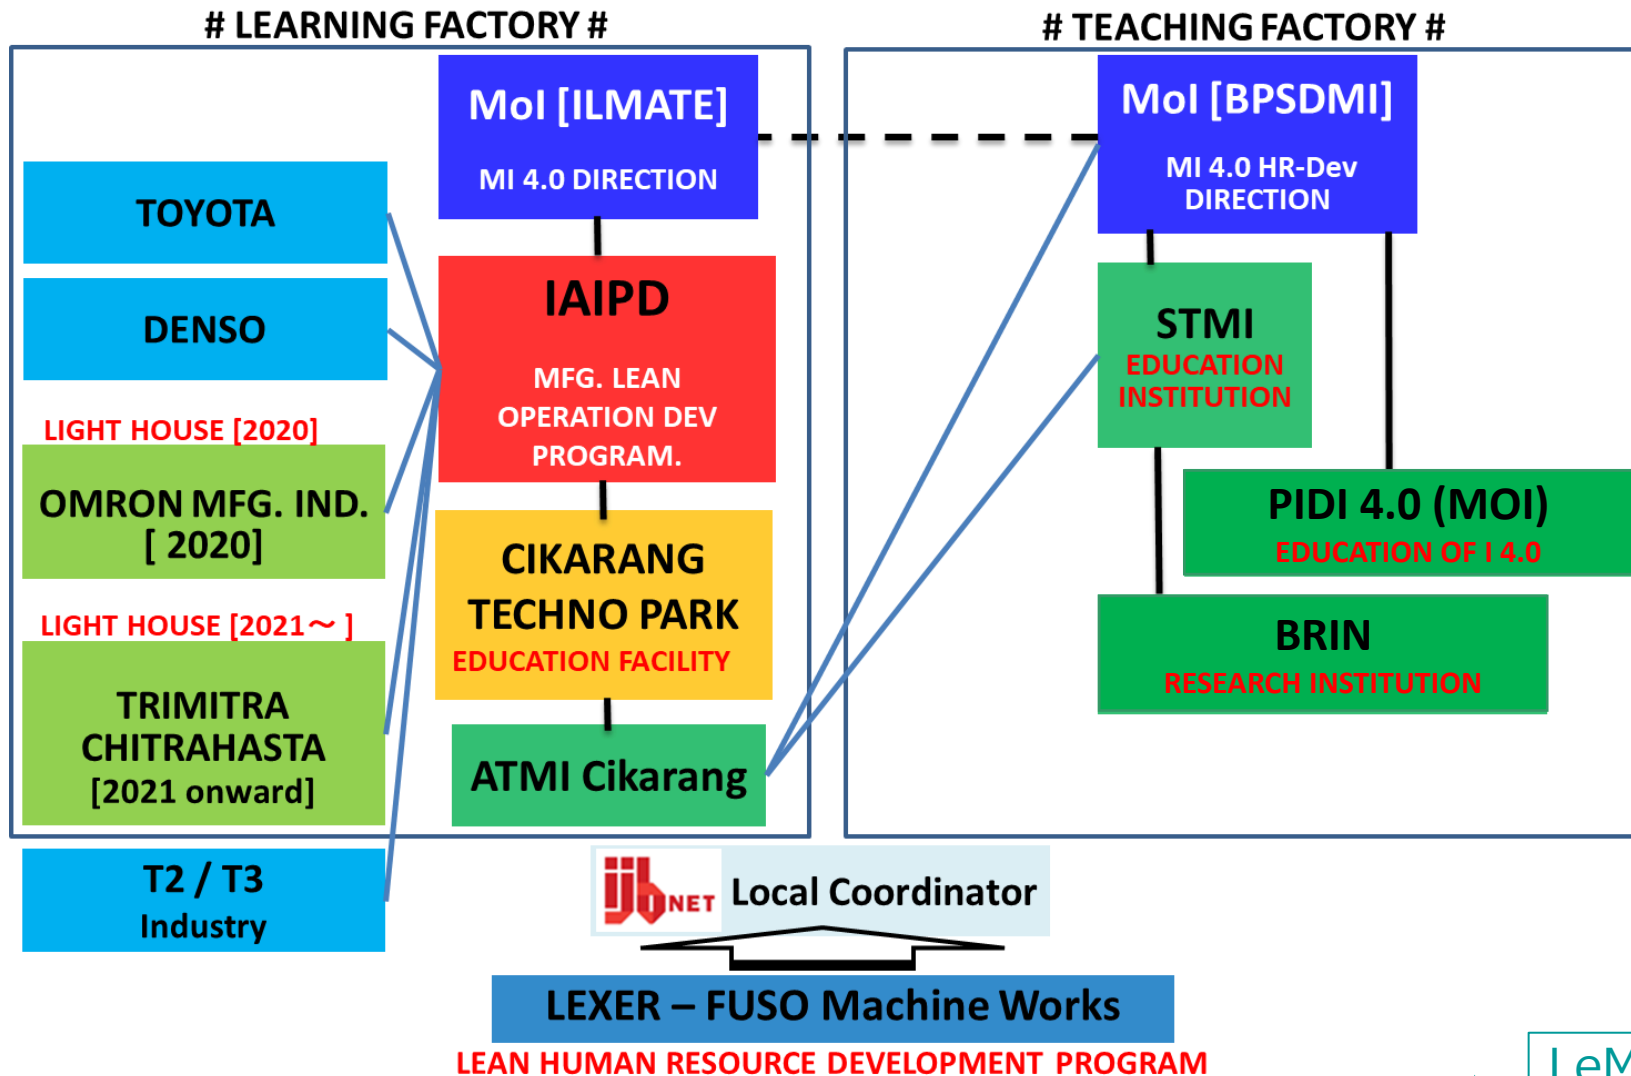 # LEARNING FACTORY #
# TEACHING FACTORY #
MoI [ILMATE]
MI 4.0 DIRECTION
TOYOTA
DENSO
LIGHT HOUSE [2020]
OMRON MFG. IND.
[ 2020]
LIGHT HOUSE [2021～ ]
TRIMITRA
CHITRAHASTA
[2021 onward]
T2 / T3
Industry
IAIPD
MFG. LEAN
OPERATION DEV
PROGRAM.
CIKARANG
TECHNO PARK
EDUCATION FACILITY
ATMI Cikarang
MoI [BPSDMI]
MI 4.0 HR-Dev
DIRECTION
STMI
EDUCATION
INSTITUTION
PIDI 4.0 (MOI)
EDUCATION OF I 4.0
BRIN
RESEARCH INSTITUTION
ijb NET Local Coordinator
LEXER – FUSO Machine Works
LEAN HUMAN RESOURCE DEVELOPMENT PROGRAM
LeM